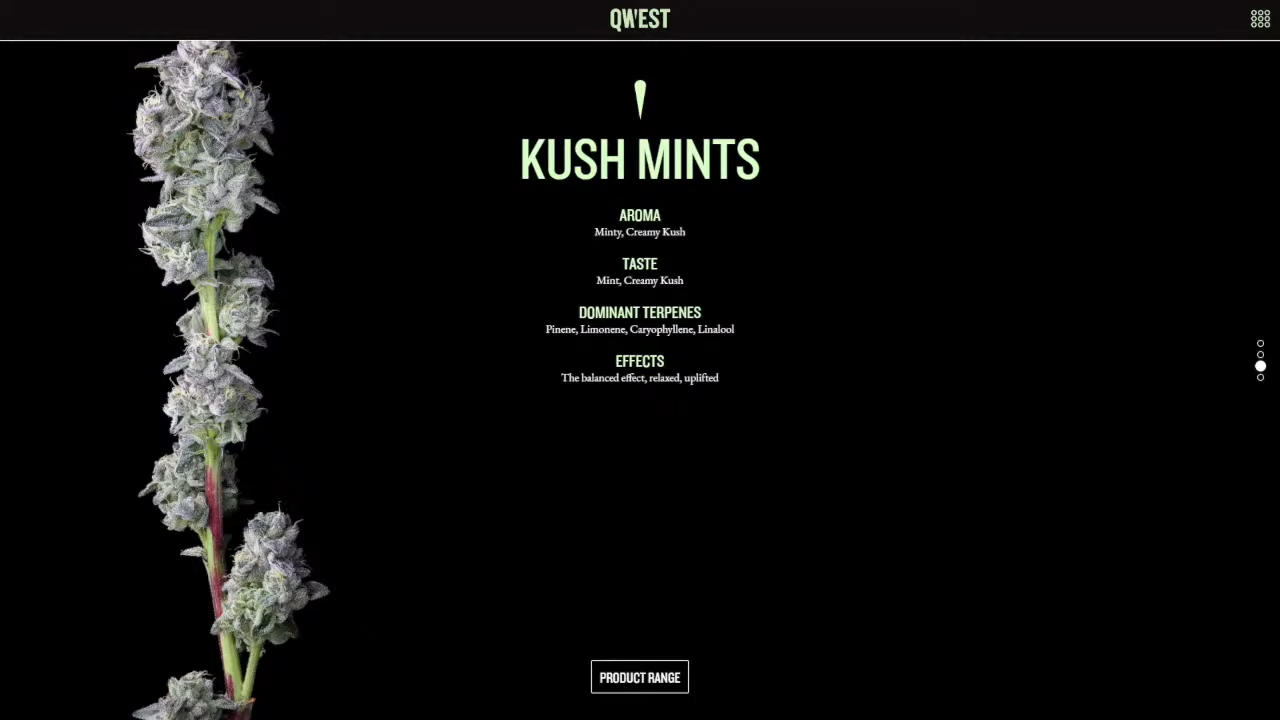 QWEST
KUSH MINTS
AROMA
Minty, Creamy Kush
TASTE
Mint, Creamy Kush
DOMINANT TERPENES
Pinene, Limonene, Caryophyllene, Linalool
EFFECTS
The balanced effect, relaxed, uplifted
PRODUCT RANGE